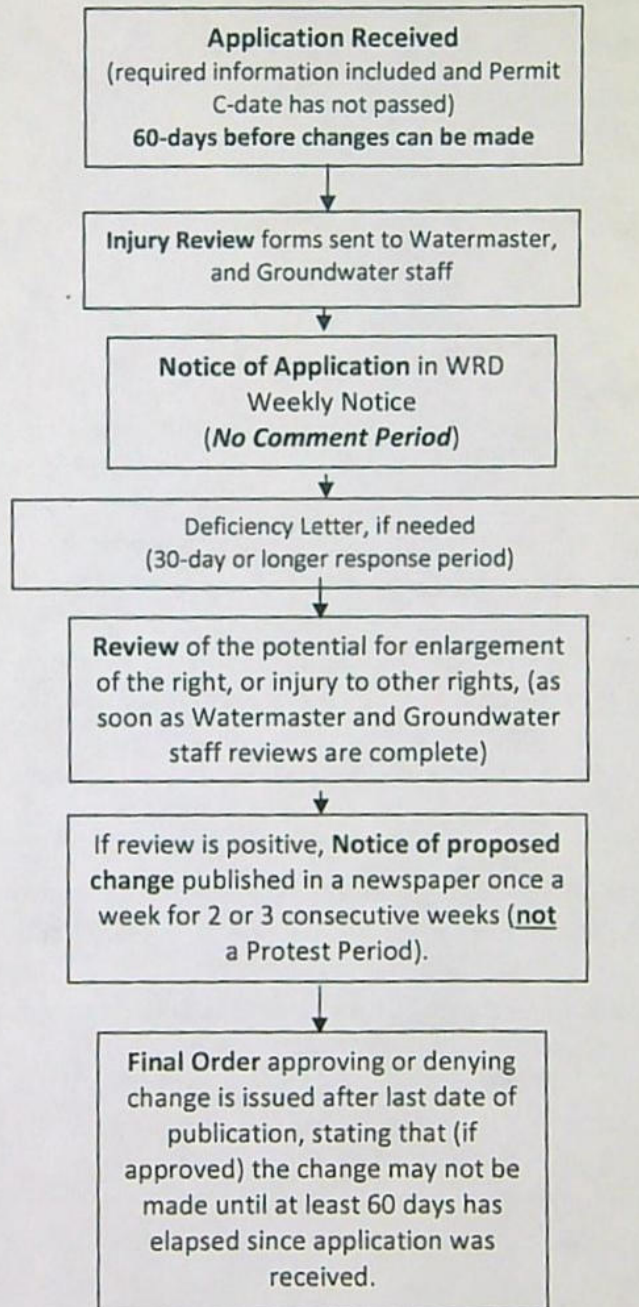 Application Received
(required information included and Permit
C-date has not passed)
60-days before changes can be made
Injury Review forms sent to Watermaster,
and Groundwater staff
Notice of Application in WRD
Weekly Notice
(No Comment Period)
Deficiency Letter, if needed
(30-day or longer response period)
Review of the potential for enlargement
of the right, or injury to other rights, (as
soon as Watermaster and Groundwater
staff reviews are complete)
If review is positive, Notice of proposed
change published in a newspaper once a
week for 2 or 3 consecutive weeks (not
a Protest Period).
Final Order approving or denying
change is issued after last date of
publication, stating that (if
approved) the change may not be
made until at least 60 days has
elapsed since application was
received.